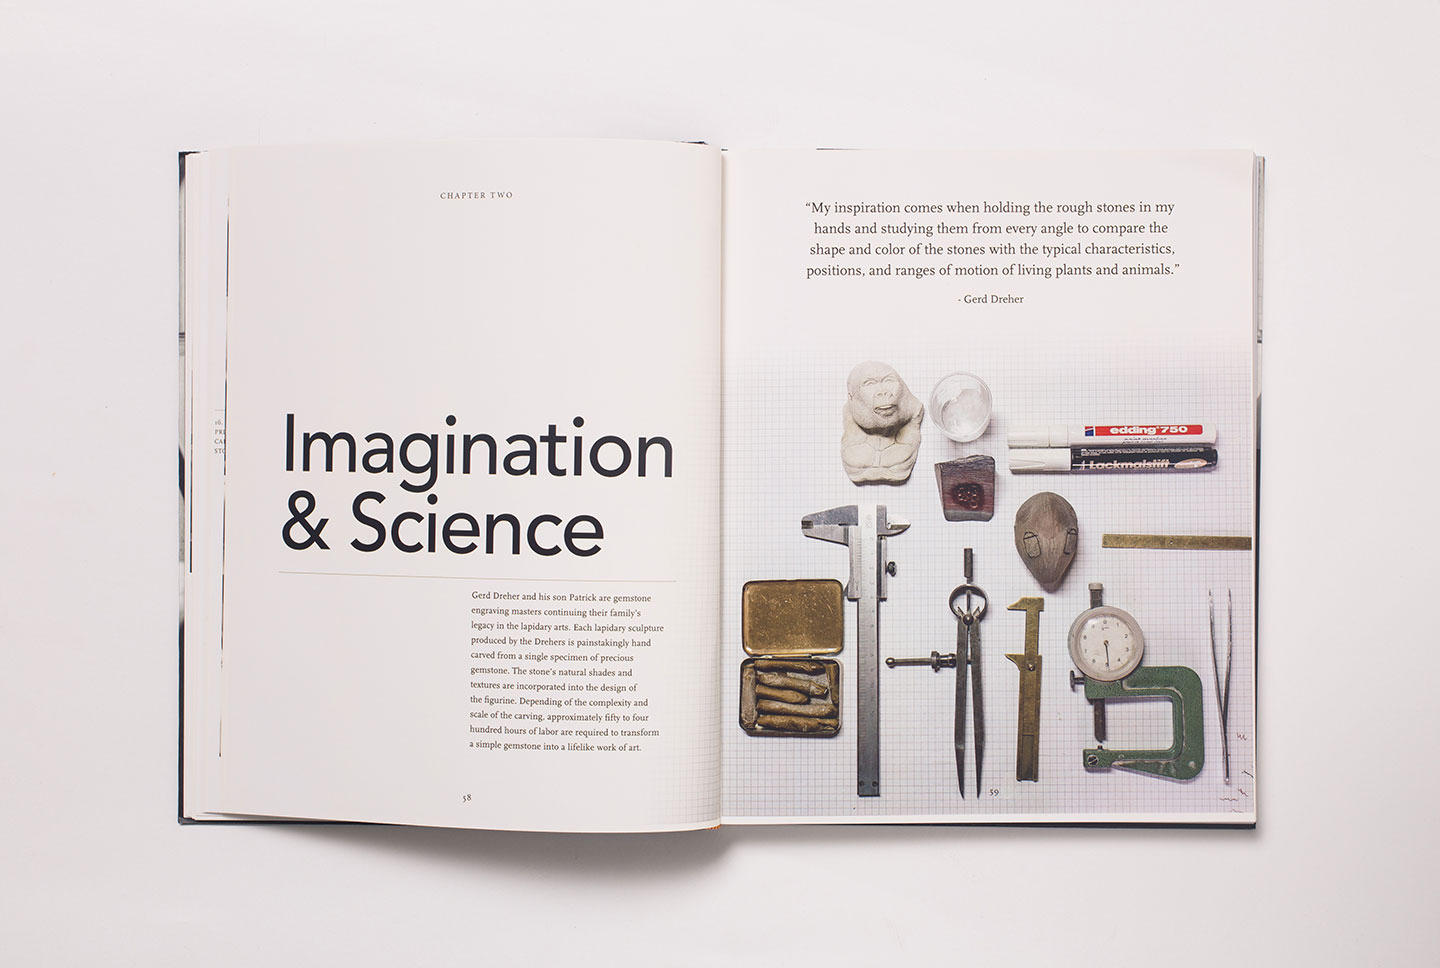 CHAPTER TWO
Imagination
& Science
Gerd Dreher and his son Patrick are gemstone
engraving masters continuing their family's
legacy in the lapidary arts. Each lapidary sculpture
produced by the Drehers is painstakingly hand
carved from a single specimen of precious
gemstone. The stone's natural shades and
textures are incorporated into the design of
the figurine. Depending of the complexity and
scale of the carving, approximately fifty to four
hundred hours of labor are required to transform
a simple gemstone into a lifelike work of art.
58
16.
“My inspiration comes when holding the rough stones in my
hands and studying them from every angle to compare the
shape and color of the stones with the typical characteristics,
positions, and ranges of motion of living plants and animals.”
- Gerd Dreher
edding 750
paint marker
Lackmalstift
59